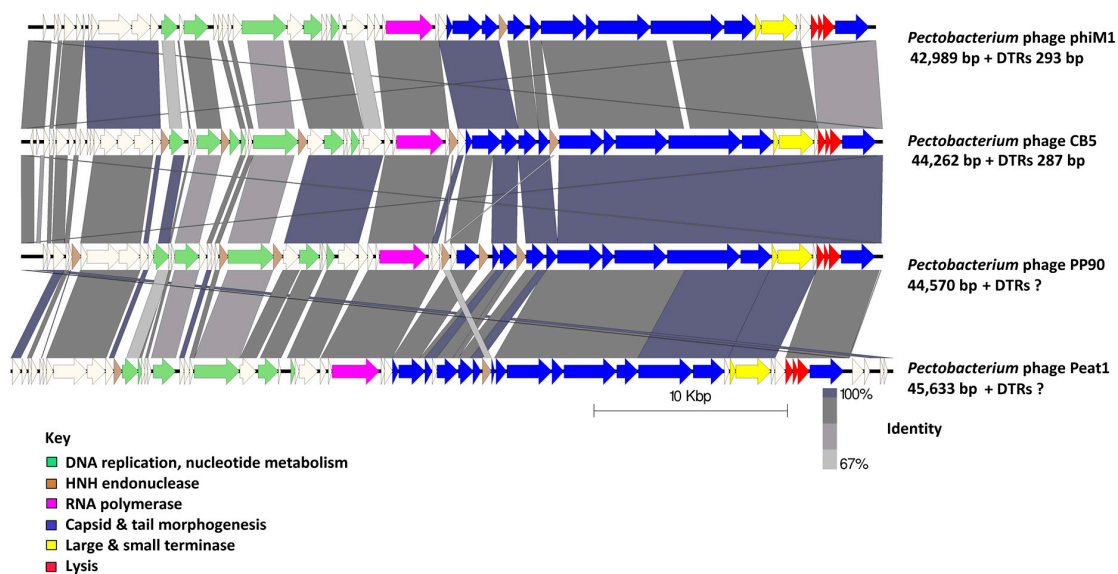 Pectobacterium phage phiM1
42,989 bp + DTRs 293 bp
Pectobacterium phage CB5
44,262 bp + DTRs 287 bp
Pectobacterium phage PP90
44,570 bp + DTRs ?
Pectobacterium phage Peat1
45,633 bp + DTRs ?
10 Kbp
100%
Identity
67%
Key
DNA replication, nucleotide metabolism
HNH endonuclease
RNA polymerase
Capsid & tail morphogenesis
Large & small terminase
Lysis